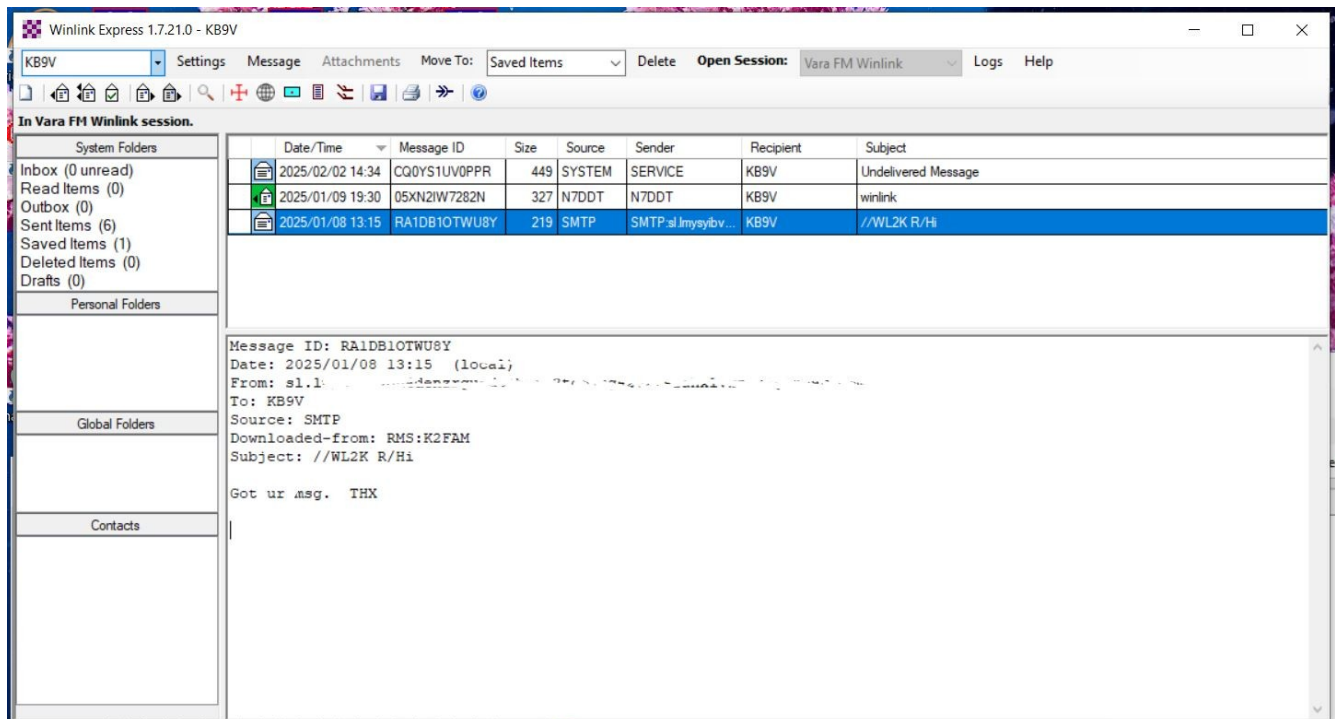 Winlink Express 1.7.21.0 - KB9V
KB9V Settings Message Attachments Move To: Saved Items Delete Open Session: Vara FM Winlink Logs Help
In Vara FM Winlink session.
System Folders
Inbox (0 unread)
Read Items (0)
Outbox (0)
Sent Items (6)
Saved Items (1)
Deleted Items (0)
Drafts (0)
Personal Folders
Global Folders
Contacts
Date/Time Message ID Size Source Sender Recipient Subject
2025/02/02 14:34 CQ0YS1UV0PPR 449 SYSTEM SERVICE KB9V Undelivered Message
2025/01/09 19:30 05XN2IW7282N 327 N7DDT N7DDT KB9V winlink
2025/01/08 13:15 RA1DB1OTWU8Y 219 SMTP SMTP:sl.lmysyibv... KB9V //WL2K R/Hi
Message ID: RA1DB1OTWU8Y
Date: 2025/01/08 13:15 (local)
From:
To: KB9V
Source: SMTP
Downloaded-from: RMS:K2FAM
Subject: //WL2K R/Hi
Got ur msg. THX